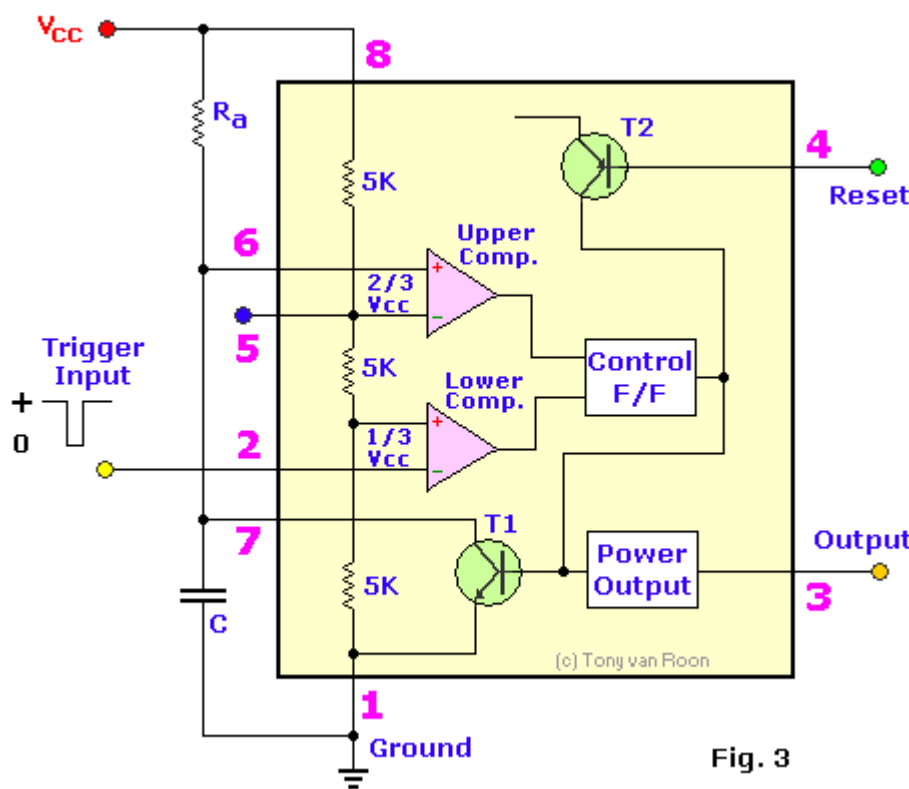 Vcc
8
Ra
T2
4
Reset
5K
6
Upper
Comp.
+
2/3
Vcc
−
5
Trigger
Input
+
0
5K
Control
F/F
Lower
Comp.
+
1/3
Vcc
−
2
7
T1
Power
Output
Output
3
C
5K
(c) Tony van Roon
1
Ground
Fig. 3